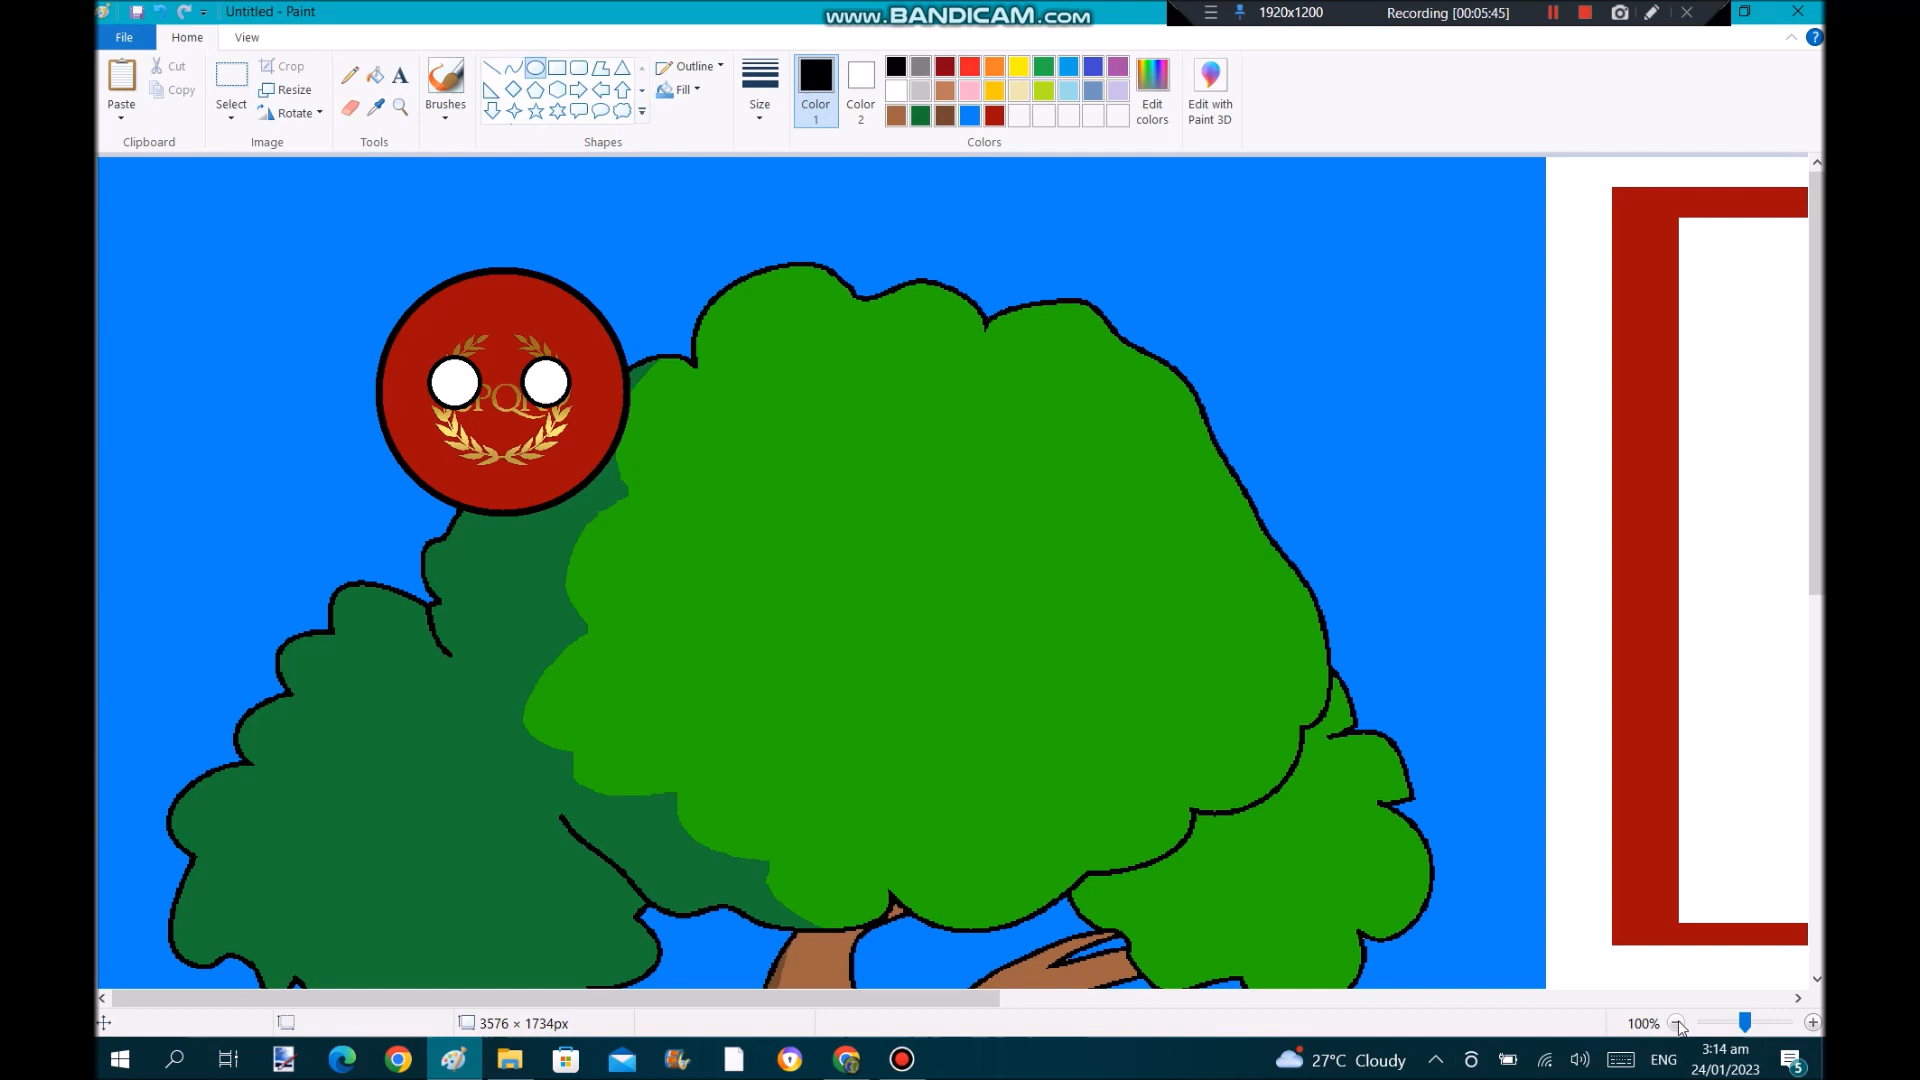 Untitled - Paint
www.BANDICAM.com
1920x1200
Recording [00:05:45]
File
Home
View
Paste
Cut
Copy
Clipboard
Select
Crop
Resize
Rotate
Image
Tools
Brushes
Shapes
Outline
Fill
Size
Color
1
Color
2
Edit
colors
Colors
Edit with
Paint 3D
PQ
3576 × 1734px
100%
27°C Cloudy
ENG
3:14 am
24/01/2023
5